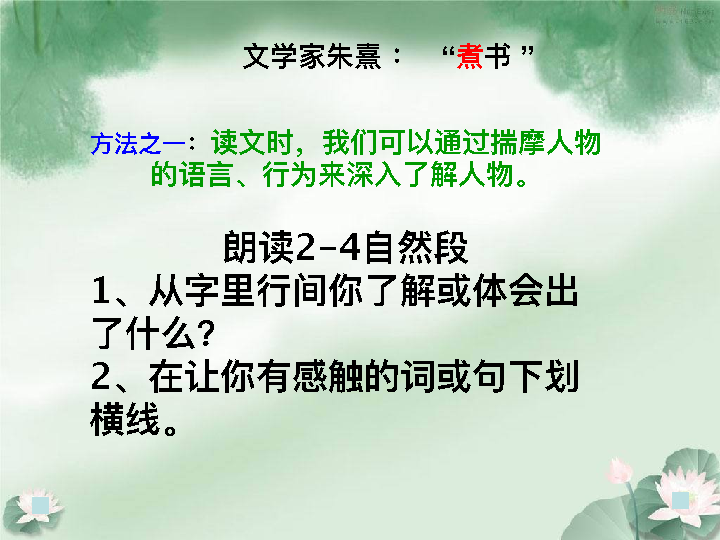 文学家朱熹： “煮书 ”
方法之一：读文时，我们可以通过揣摩人物
的语言、行为来深入了解人物。
朗读2-4自然段
1、从字里行间你了解或体会出
了什么？
2、在让你有感触的词或句下划
横线。